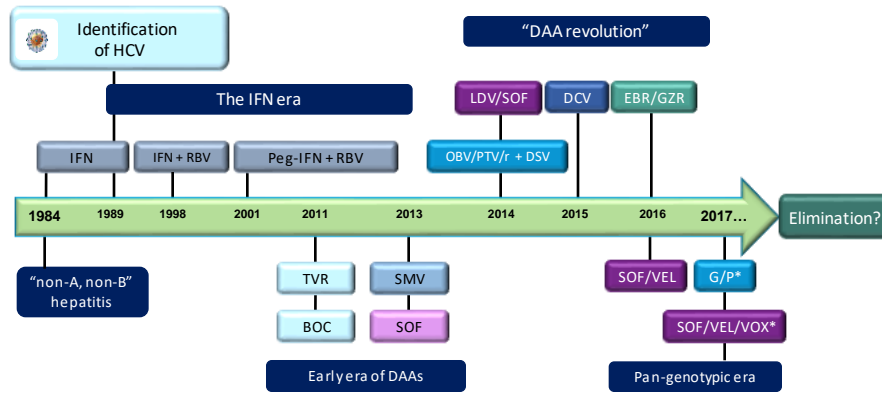 Identification
of HCV
“DAA revolution”
The IFN era
LDV/SOF
DCV
EBR/GZR
IFN
IFN + RBV
Peg-IFN + RBV
OBV/PTV/r + DSV
1984
1989
1998
2001
2011
2013
2014
2015
2016
2017...
Elimination?
“non-A, non-B”
hepatitis
TVR
SMV
SOF/VEL
G/P*
BOC
SOF
SOF/VEL/VOX*
Early era of DAAs
Pan-genotypic era